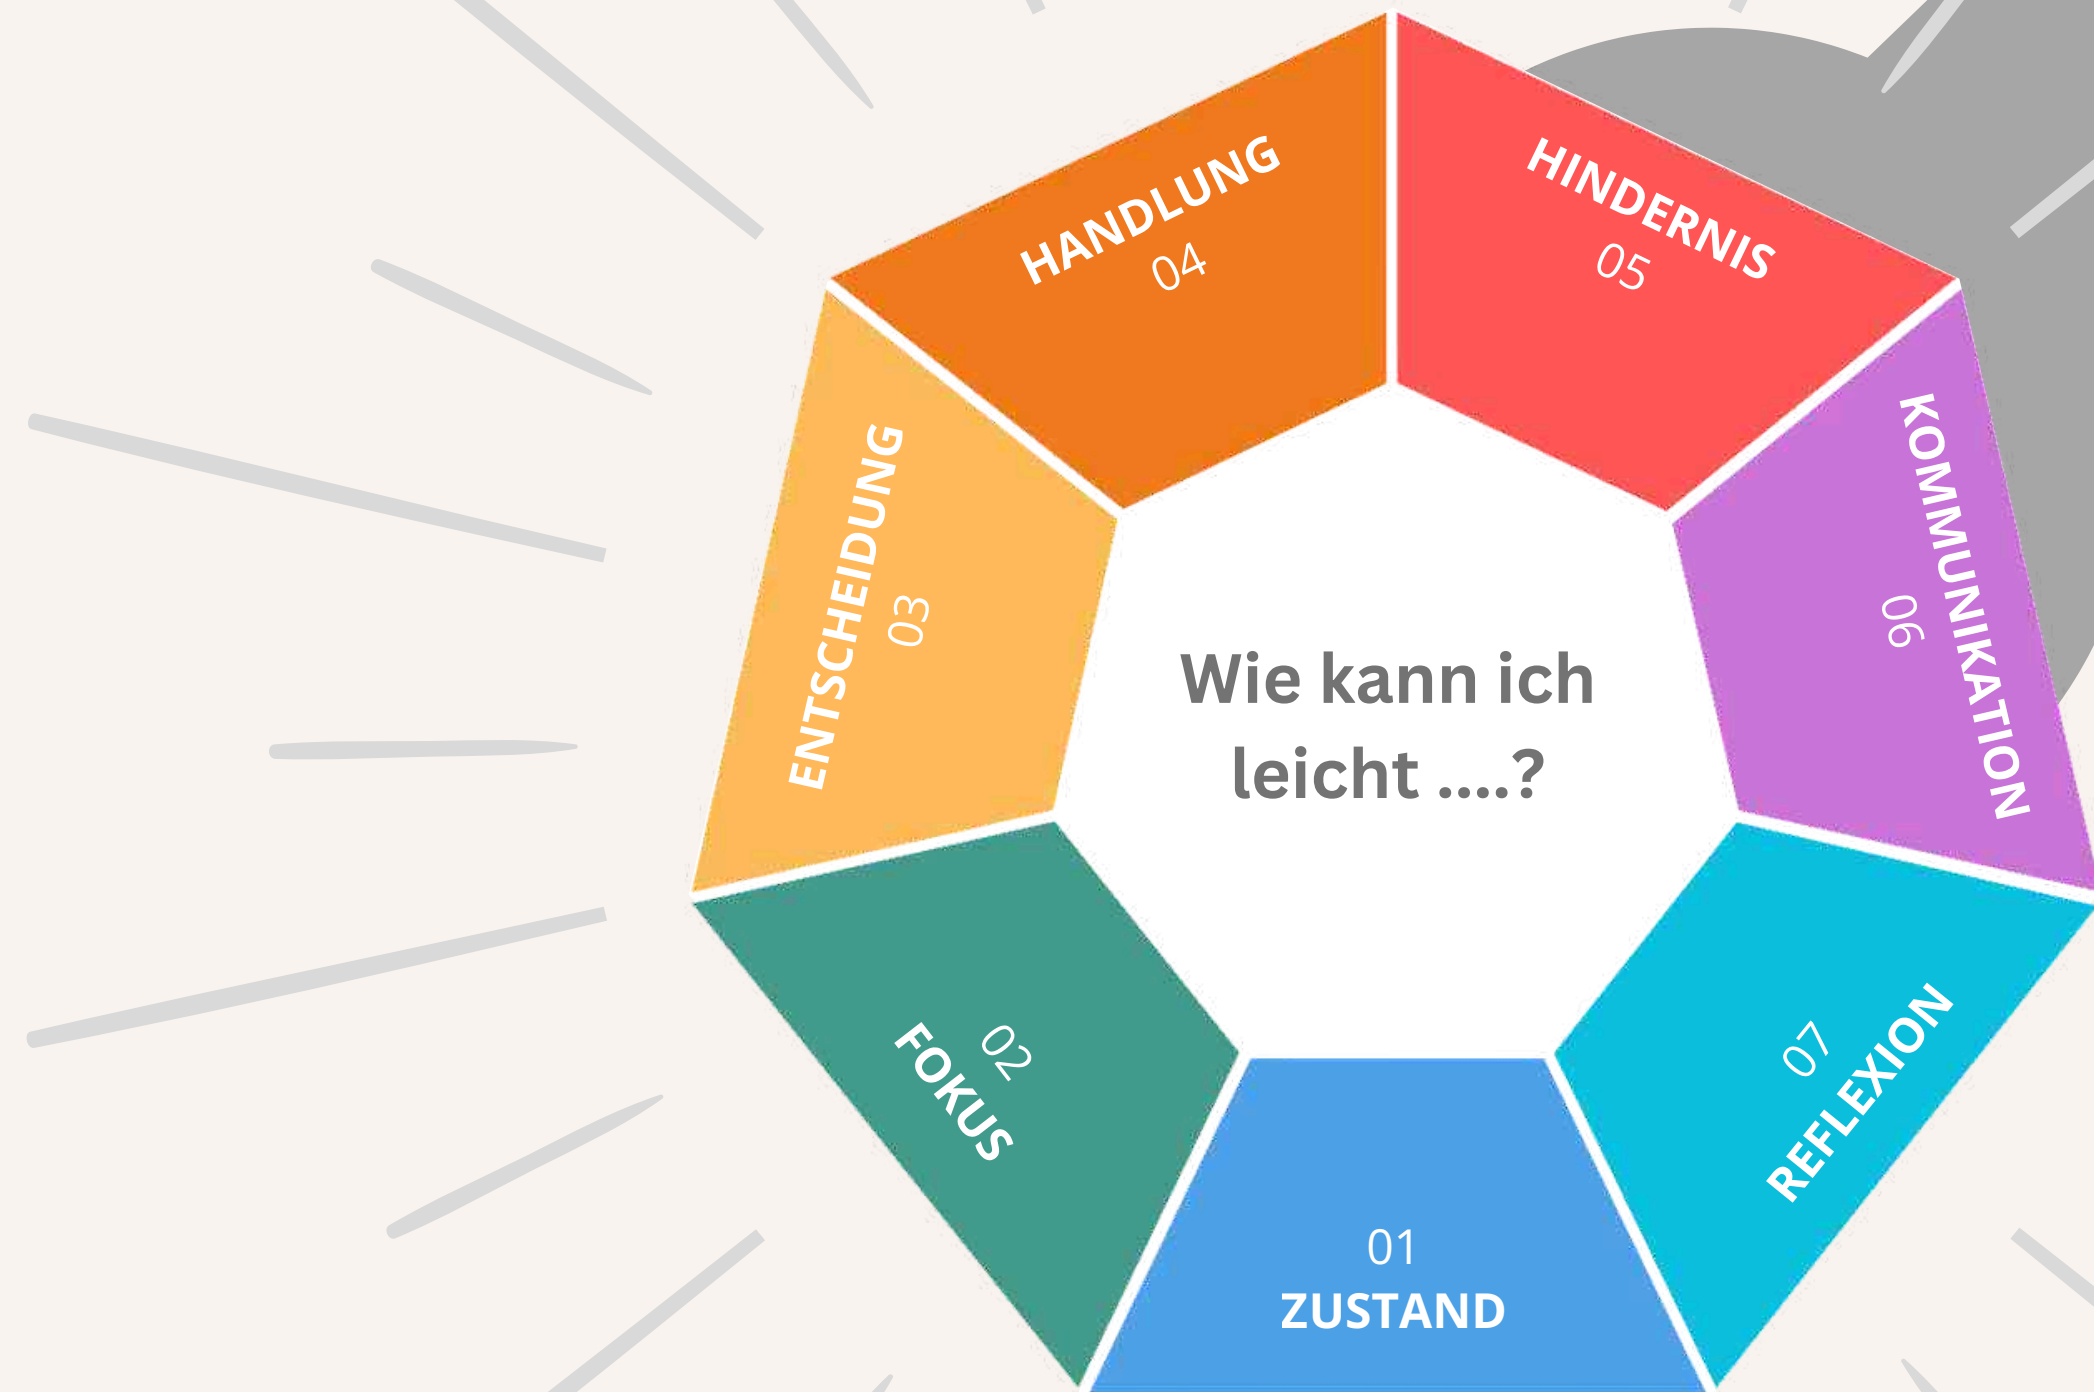 HANDLUNG
04
HINDERNIS
05
KOMMUNIKATION
06
ENTSCHEIDUNG
03
Wie kann ich
leicht ....?
02
FOKUS
07
REFLEXION
01
ZUSTAND